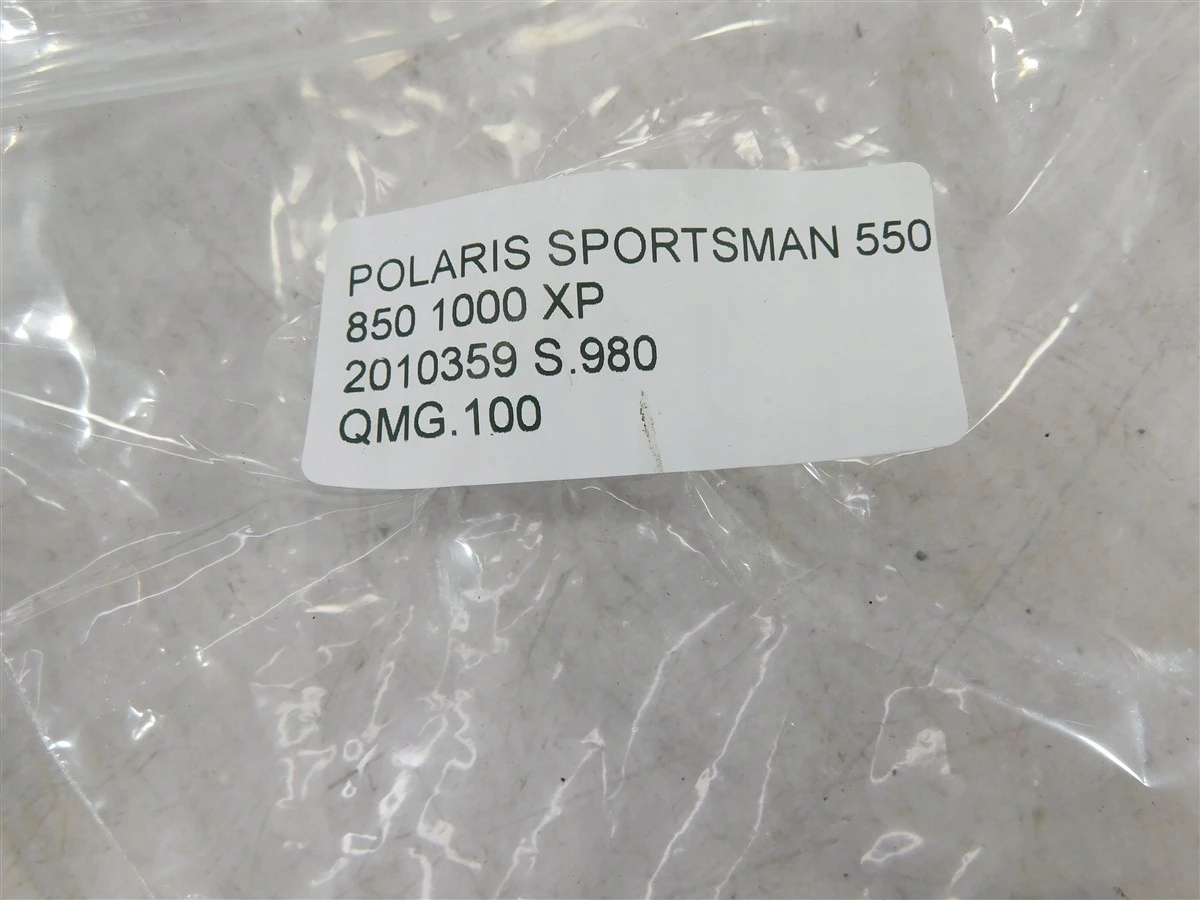 POLARIS SPORTSMAN 550
850 1000 XP
2010359 S.980
QMG.100